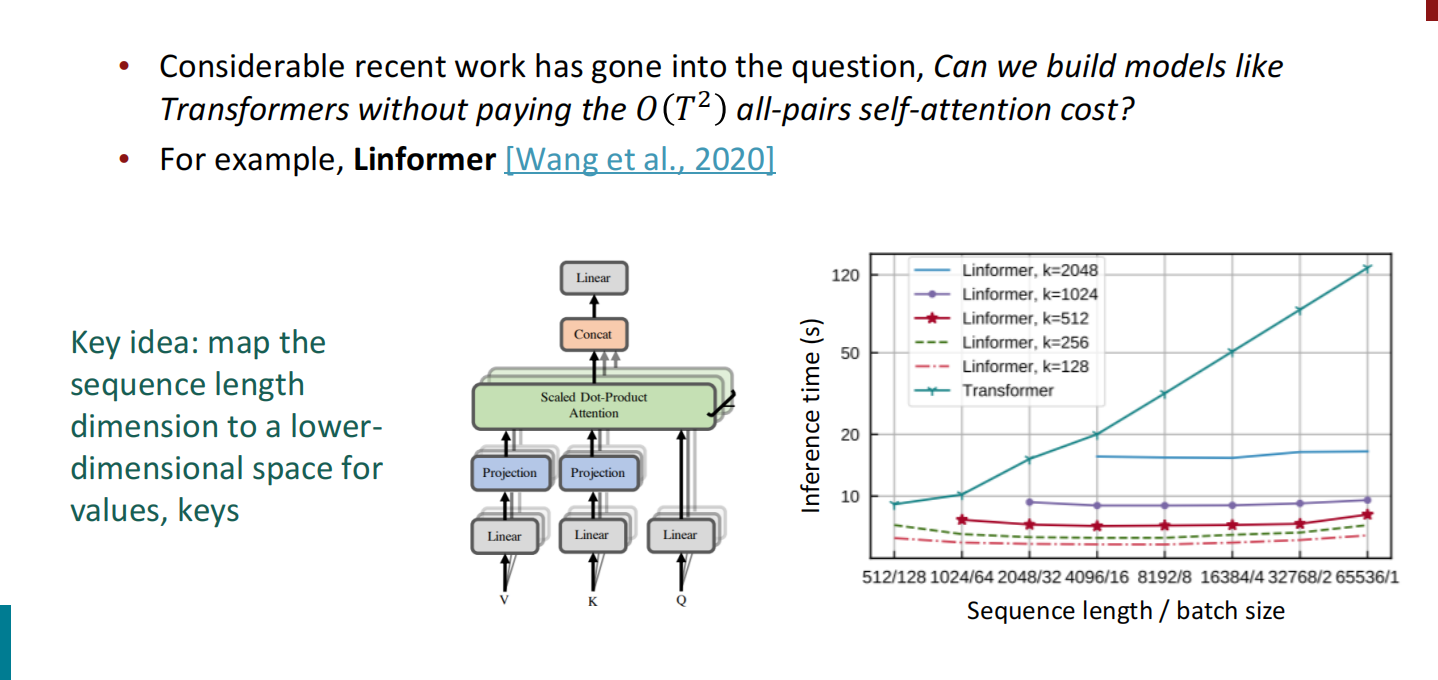 • Considerable recent work has gone into the question, Can we build models like
Transformers without paying the O(T²) all-pairs self-attention cost?
• For example, Linformer [Wang et al., 2020]
Key idea: map the
sequence length
dimension to a lower-
dimensional space for
values, keys
Linear
Concat
Scaled Dot-Product
Attention
Projection Projection
Linear Linear Linear
V K Q
Inference time (s)
120
50
20
10
Linformer, k=2048
Linformer, k=1024
Linformer, k=512
Linformer, k=256
Linformer, k=128
Transformer
512/128 1024/64 2048/32 4096/16 8192/8 16384/4 32768/2 65536/1
Sequence length / batch size